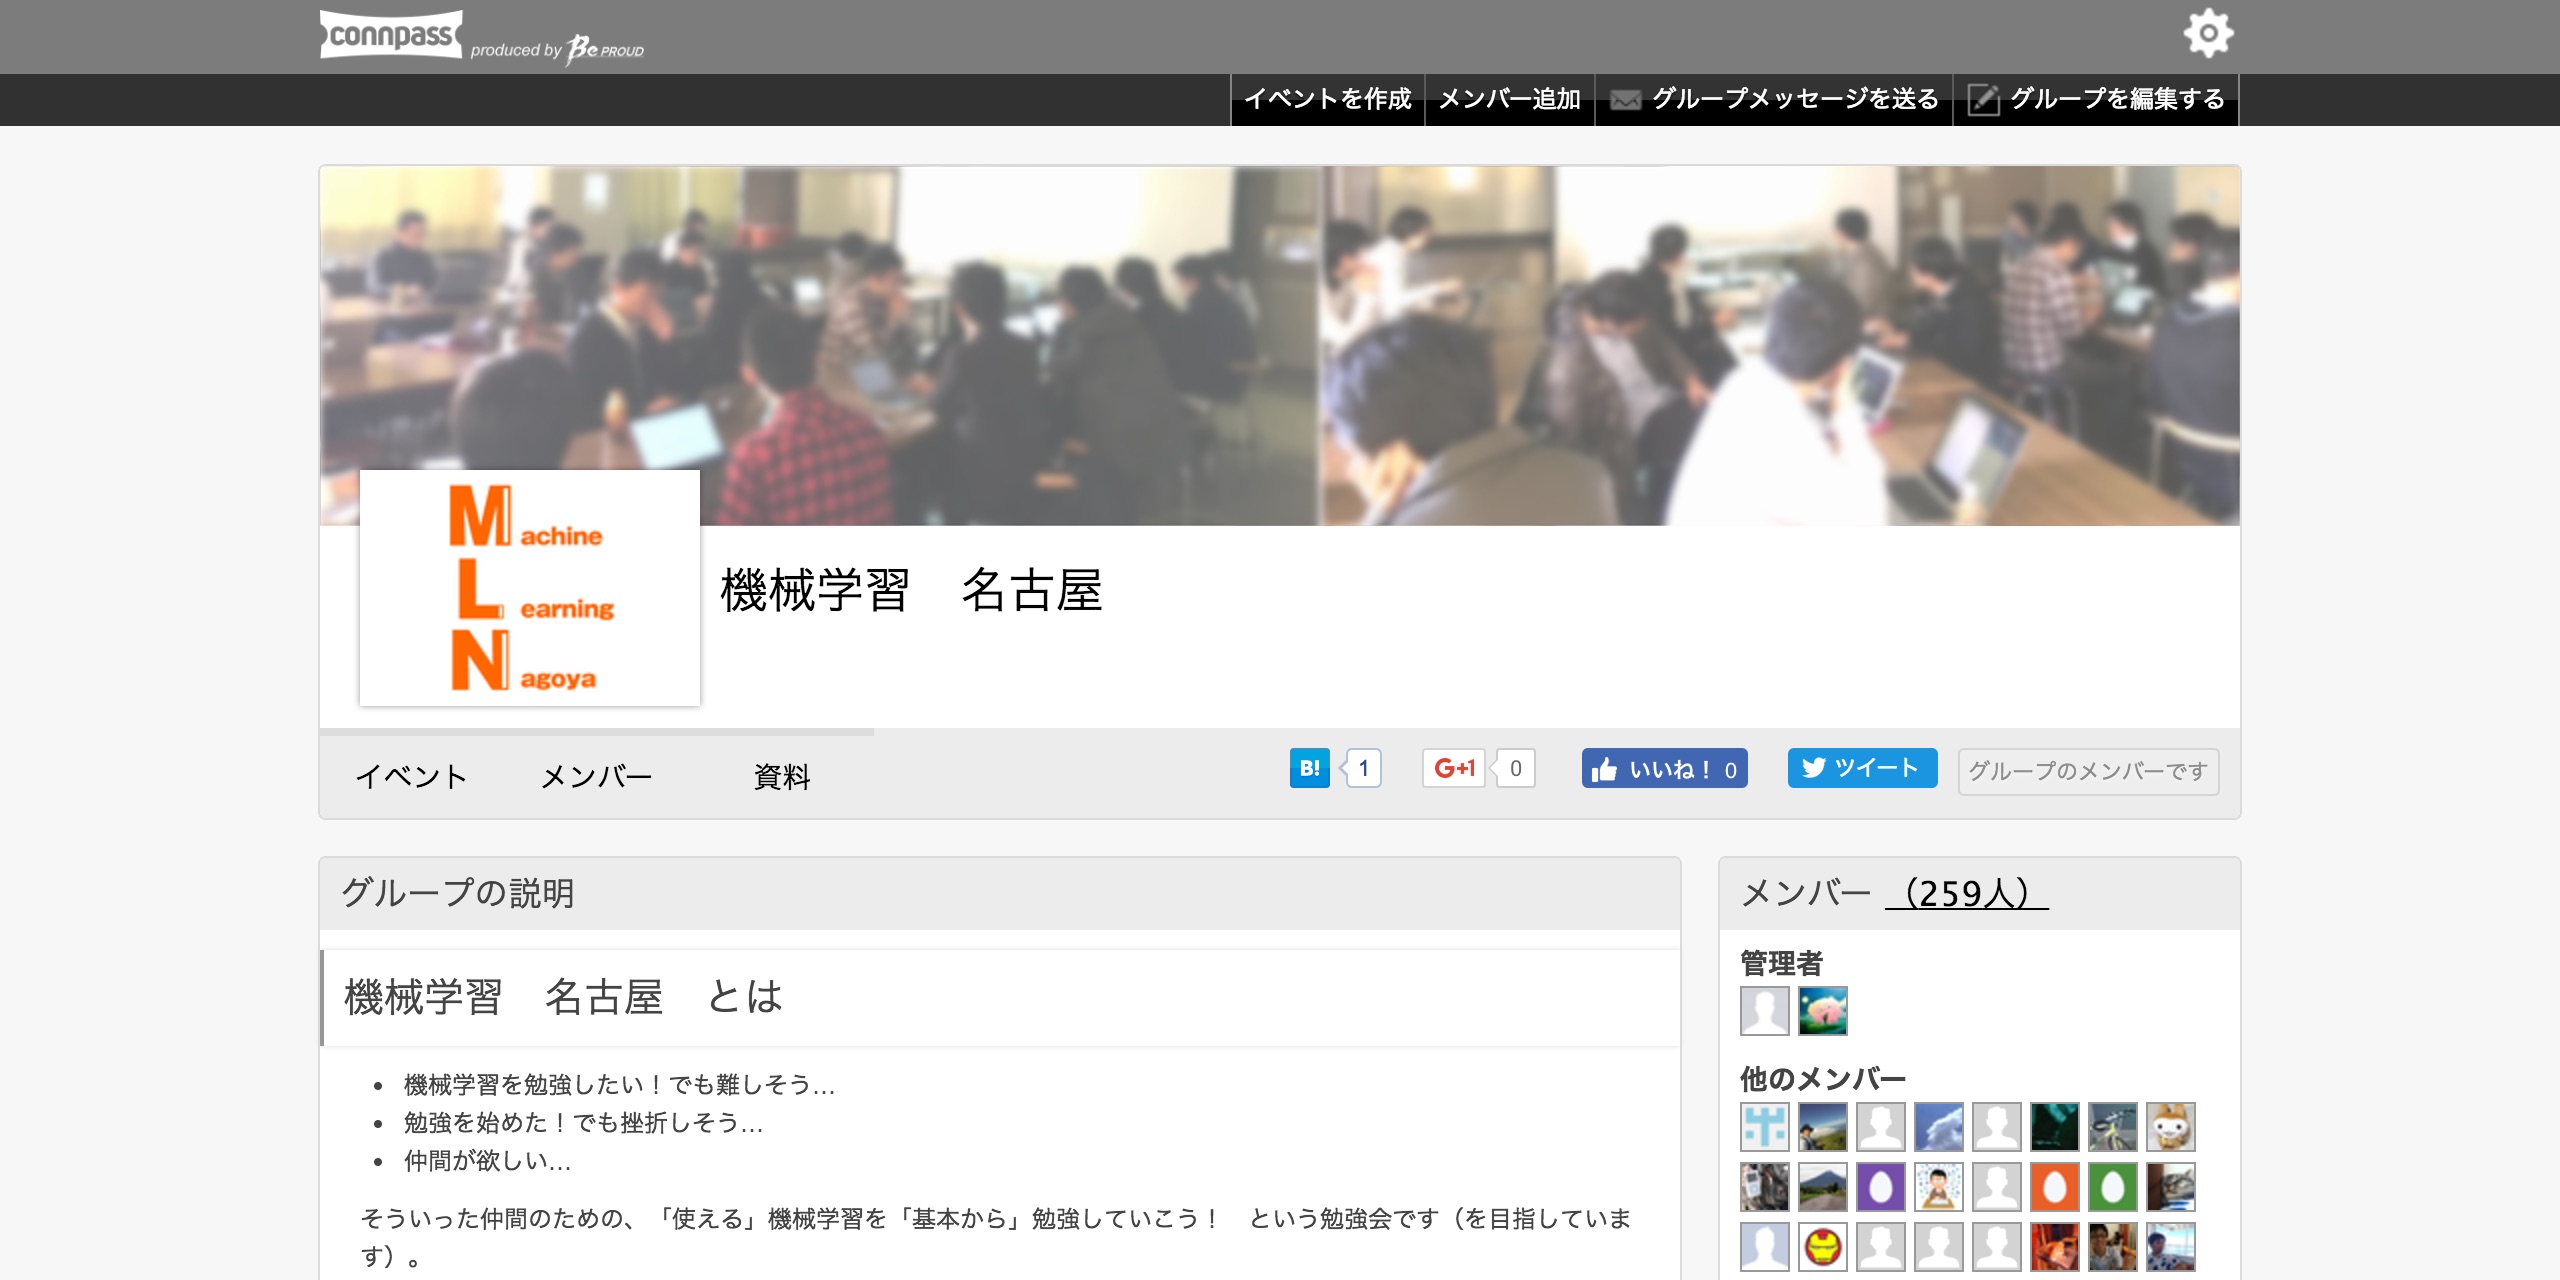 connpass produced by Be PROUD
イベントを作成 メンバー追加 グループメッセージを送る グループを編集する
Machine
Learning
Nagoya
機械学習　名古屋
イベント メンバー 資料 B! 1 G+1 0 いいね！ 0 ツイート グループのメンバーです
グループの説明
機械学習　名古屋　とは
• 機械学習を勉強したい！でも難しそう…
• 勉強を始めた！でも挫折しそう…
• 仲間が欲しい…
そういった仲間のための、「使える」機械学習を「基本から」勉強していこう！　という勉強会です（を目指していま
す）。
メンバー （259人）
管理者
他のメンバー